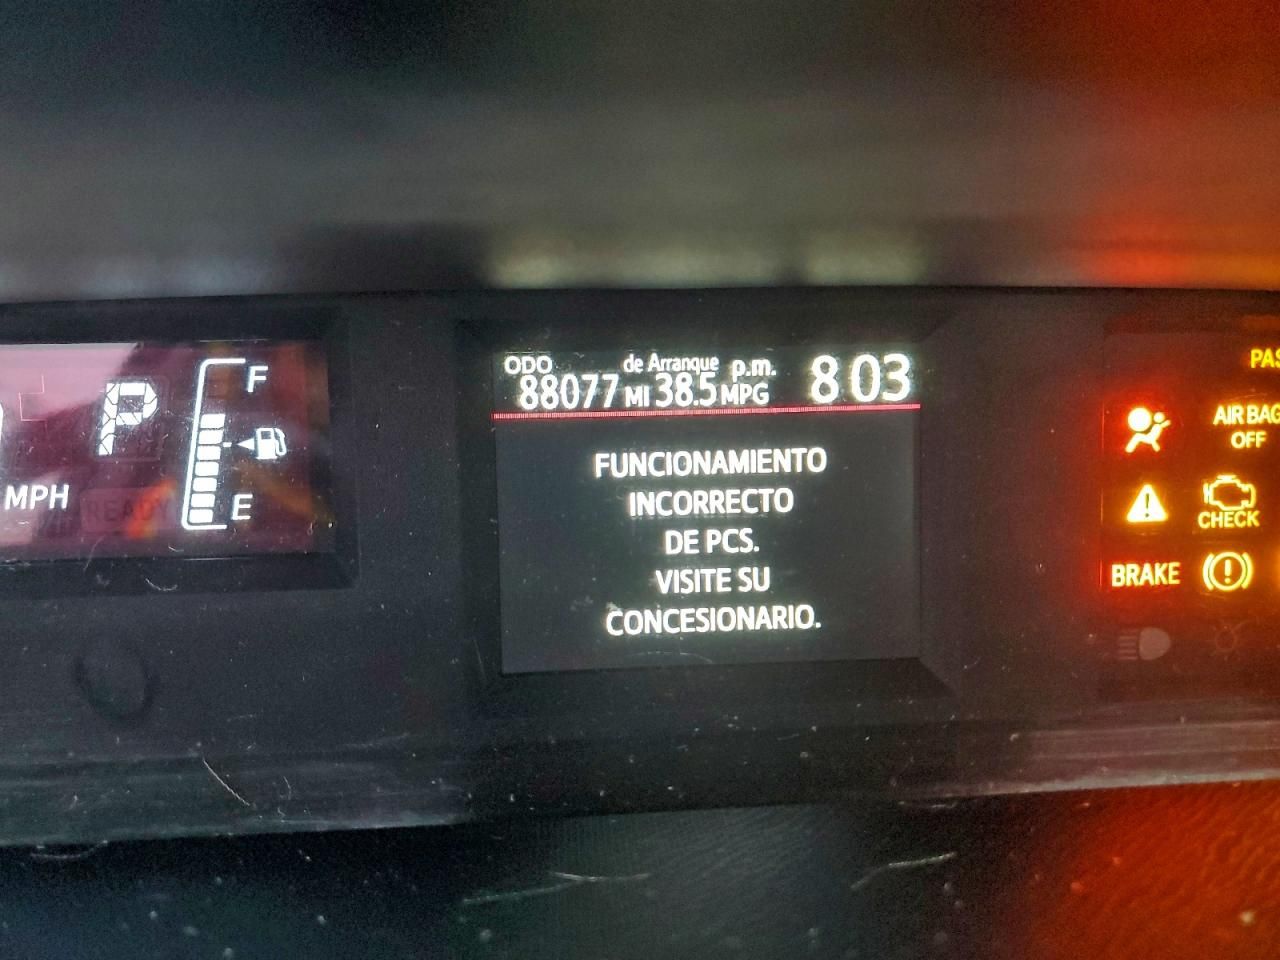 P
F
E
MPH
READY
ODO de Arranque p.m. 8 03
88077 MI 38.5 MPG
FUNCIONAMIENTO
INCORRECTO
DE PCS.
VISITE SU
CONCESIONARIO.
AIR BAG
OFF
CHECK
BRAKE